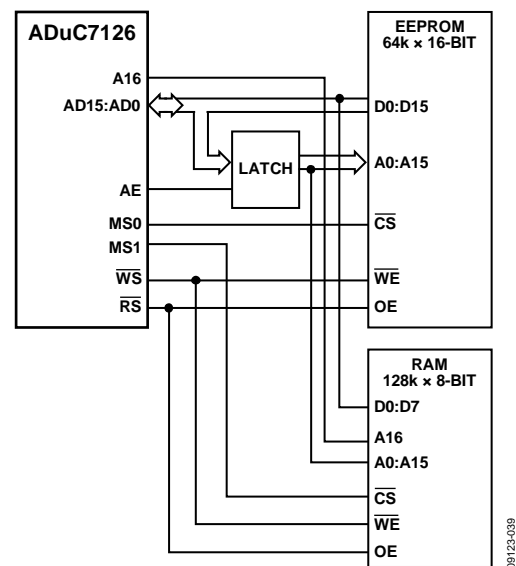 ADuC7126
A16
AD15:AD0
AE
MS0
MS1
WS
RS
LATCH
EEPROM
64k × 16-BIT
D0:D15
A0:A15
CS
WE
OE
RAM
128k × 8-BIT
D0:D7
A16
A0:A15
CS
WE
OE
09123-039